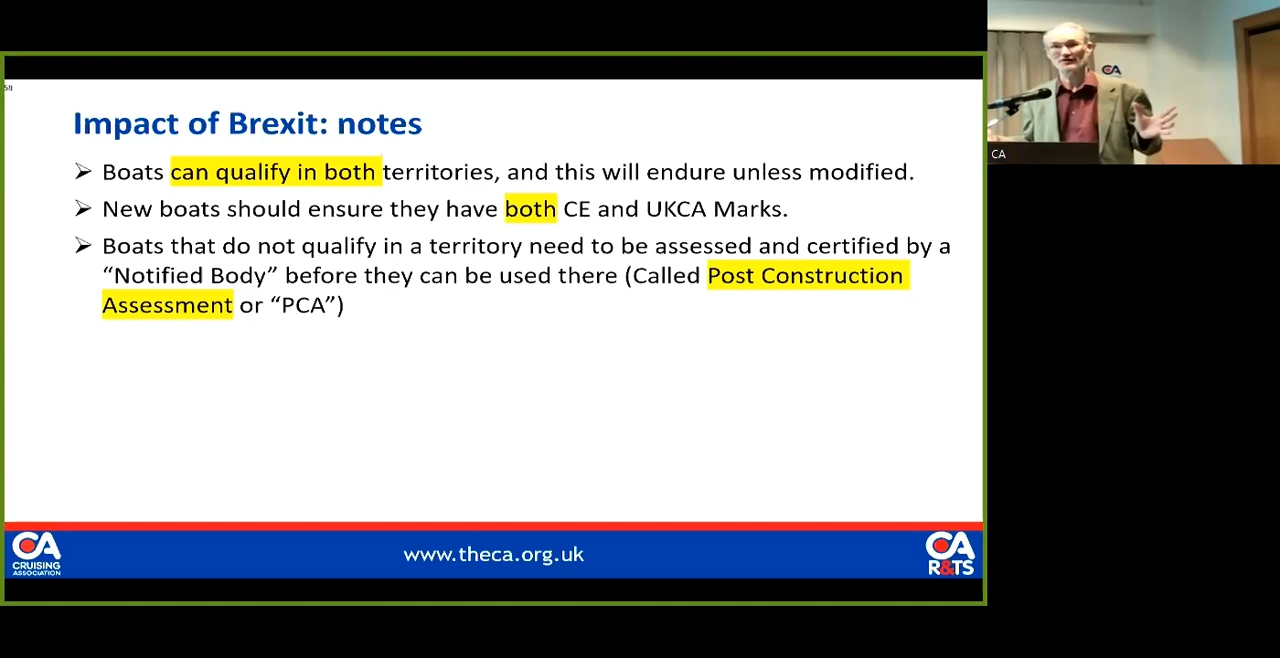 58
Impact of Brexit: notes
➢ Boats can qualify in both territories, and this will endure unless modified.
➢ New boats should ensure they have both CE and UKCA Marks.
➢ Boats that do not qualify in a territory need to be assessed and certified by a
“Notified Body” before they can be used there (Called Post Construction
Assessment or “PCA”)
CA
CRUISING
ASSOCIATION
www.theca.org.uk
CA
R&TS
CA
CA